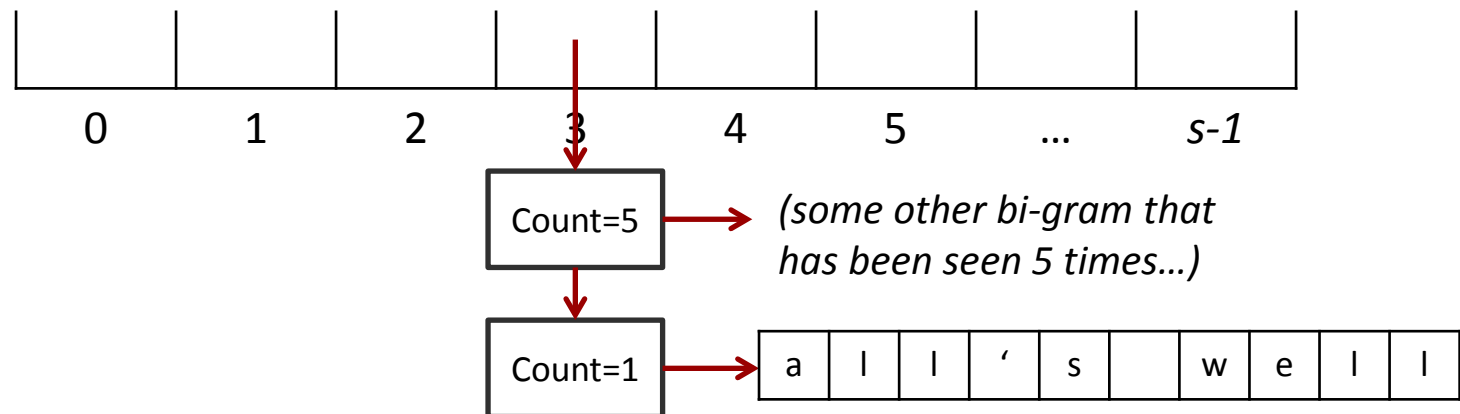 0 1 2 3 4 5 … s-1
Count=5
(some other bi-gram that
has been seen 5 times…)
Count=1
a l l ‘ s w e l l